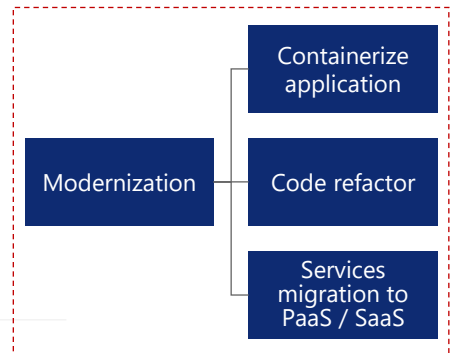 Containerize
application
Modernization
Code refactor
Services
migration to
PaaS / SaaS